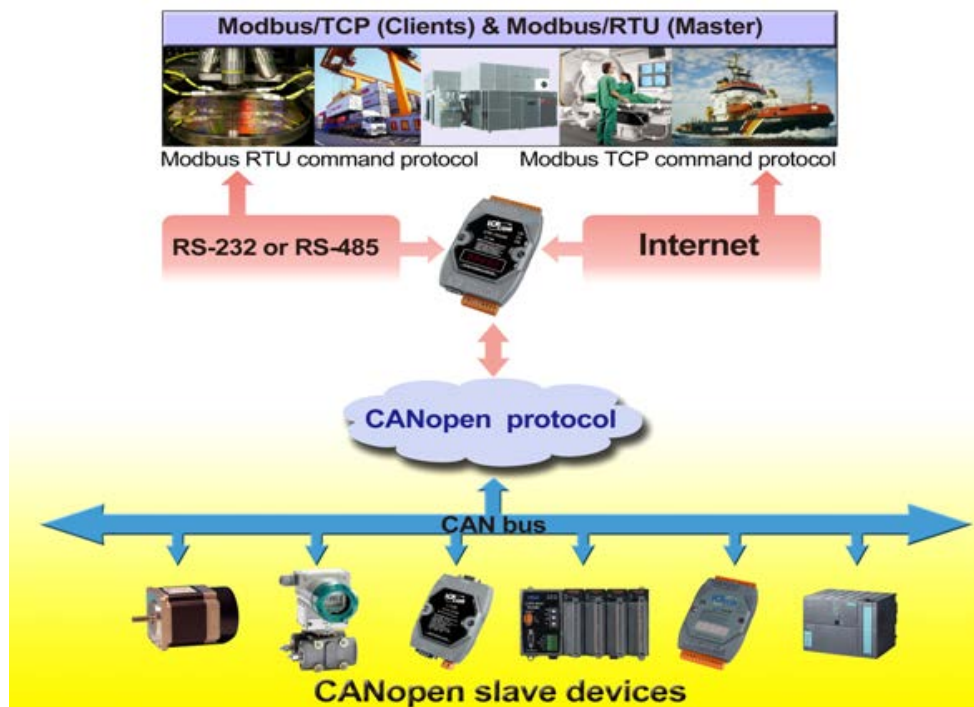 Modbus/TCP (Clients) & Modbus/RTU (Master)
Modbus RTU command protocol
Modbus TCP command protocol
RS-232 or RS-485
Internet
CANopen protocol
CAN bus
CANopen slave devices